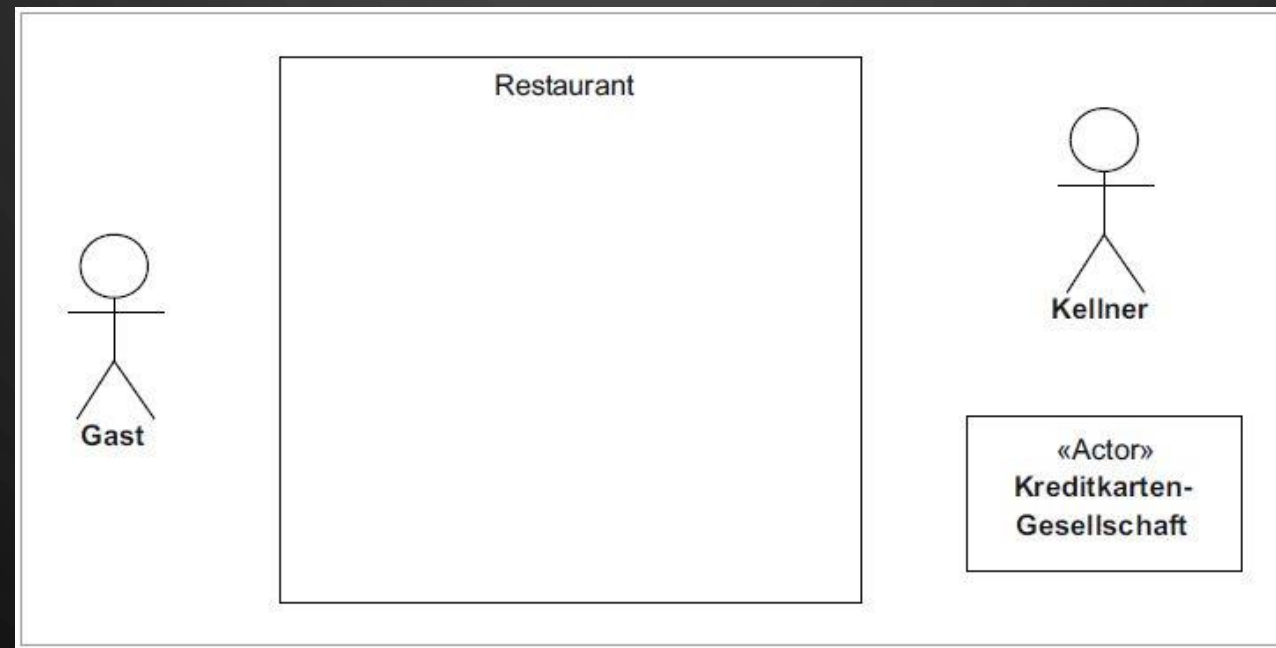 Restaurant
Kellner
Gast
«Actor»
Kreditkarten-
Gesellschaft